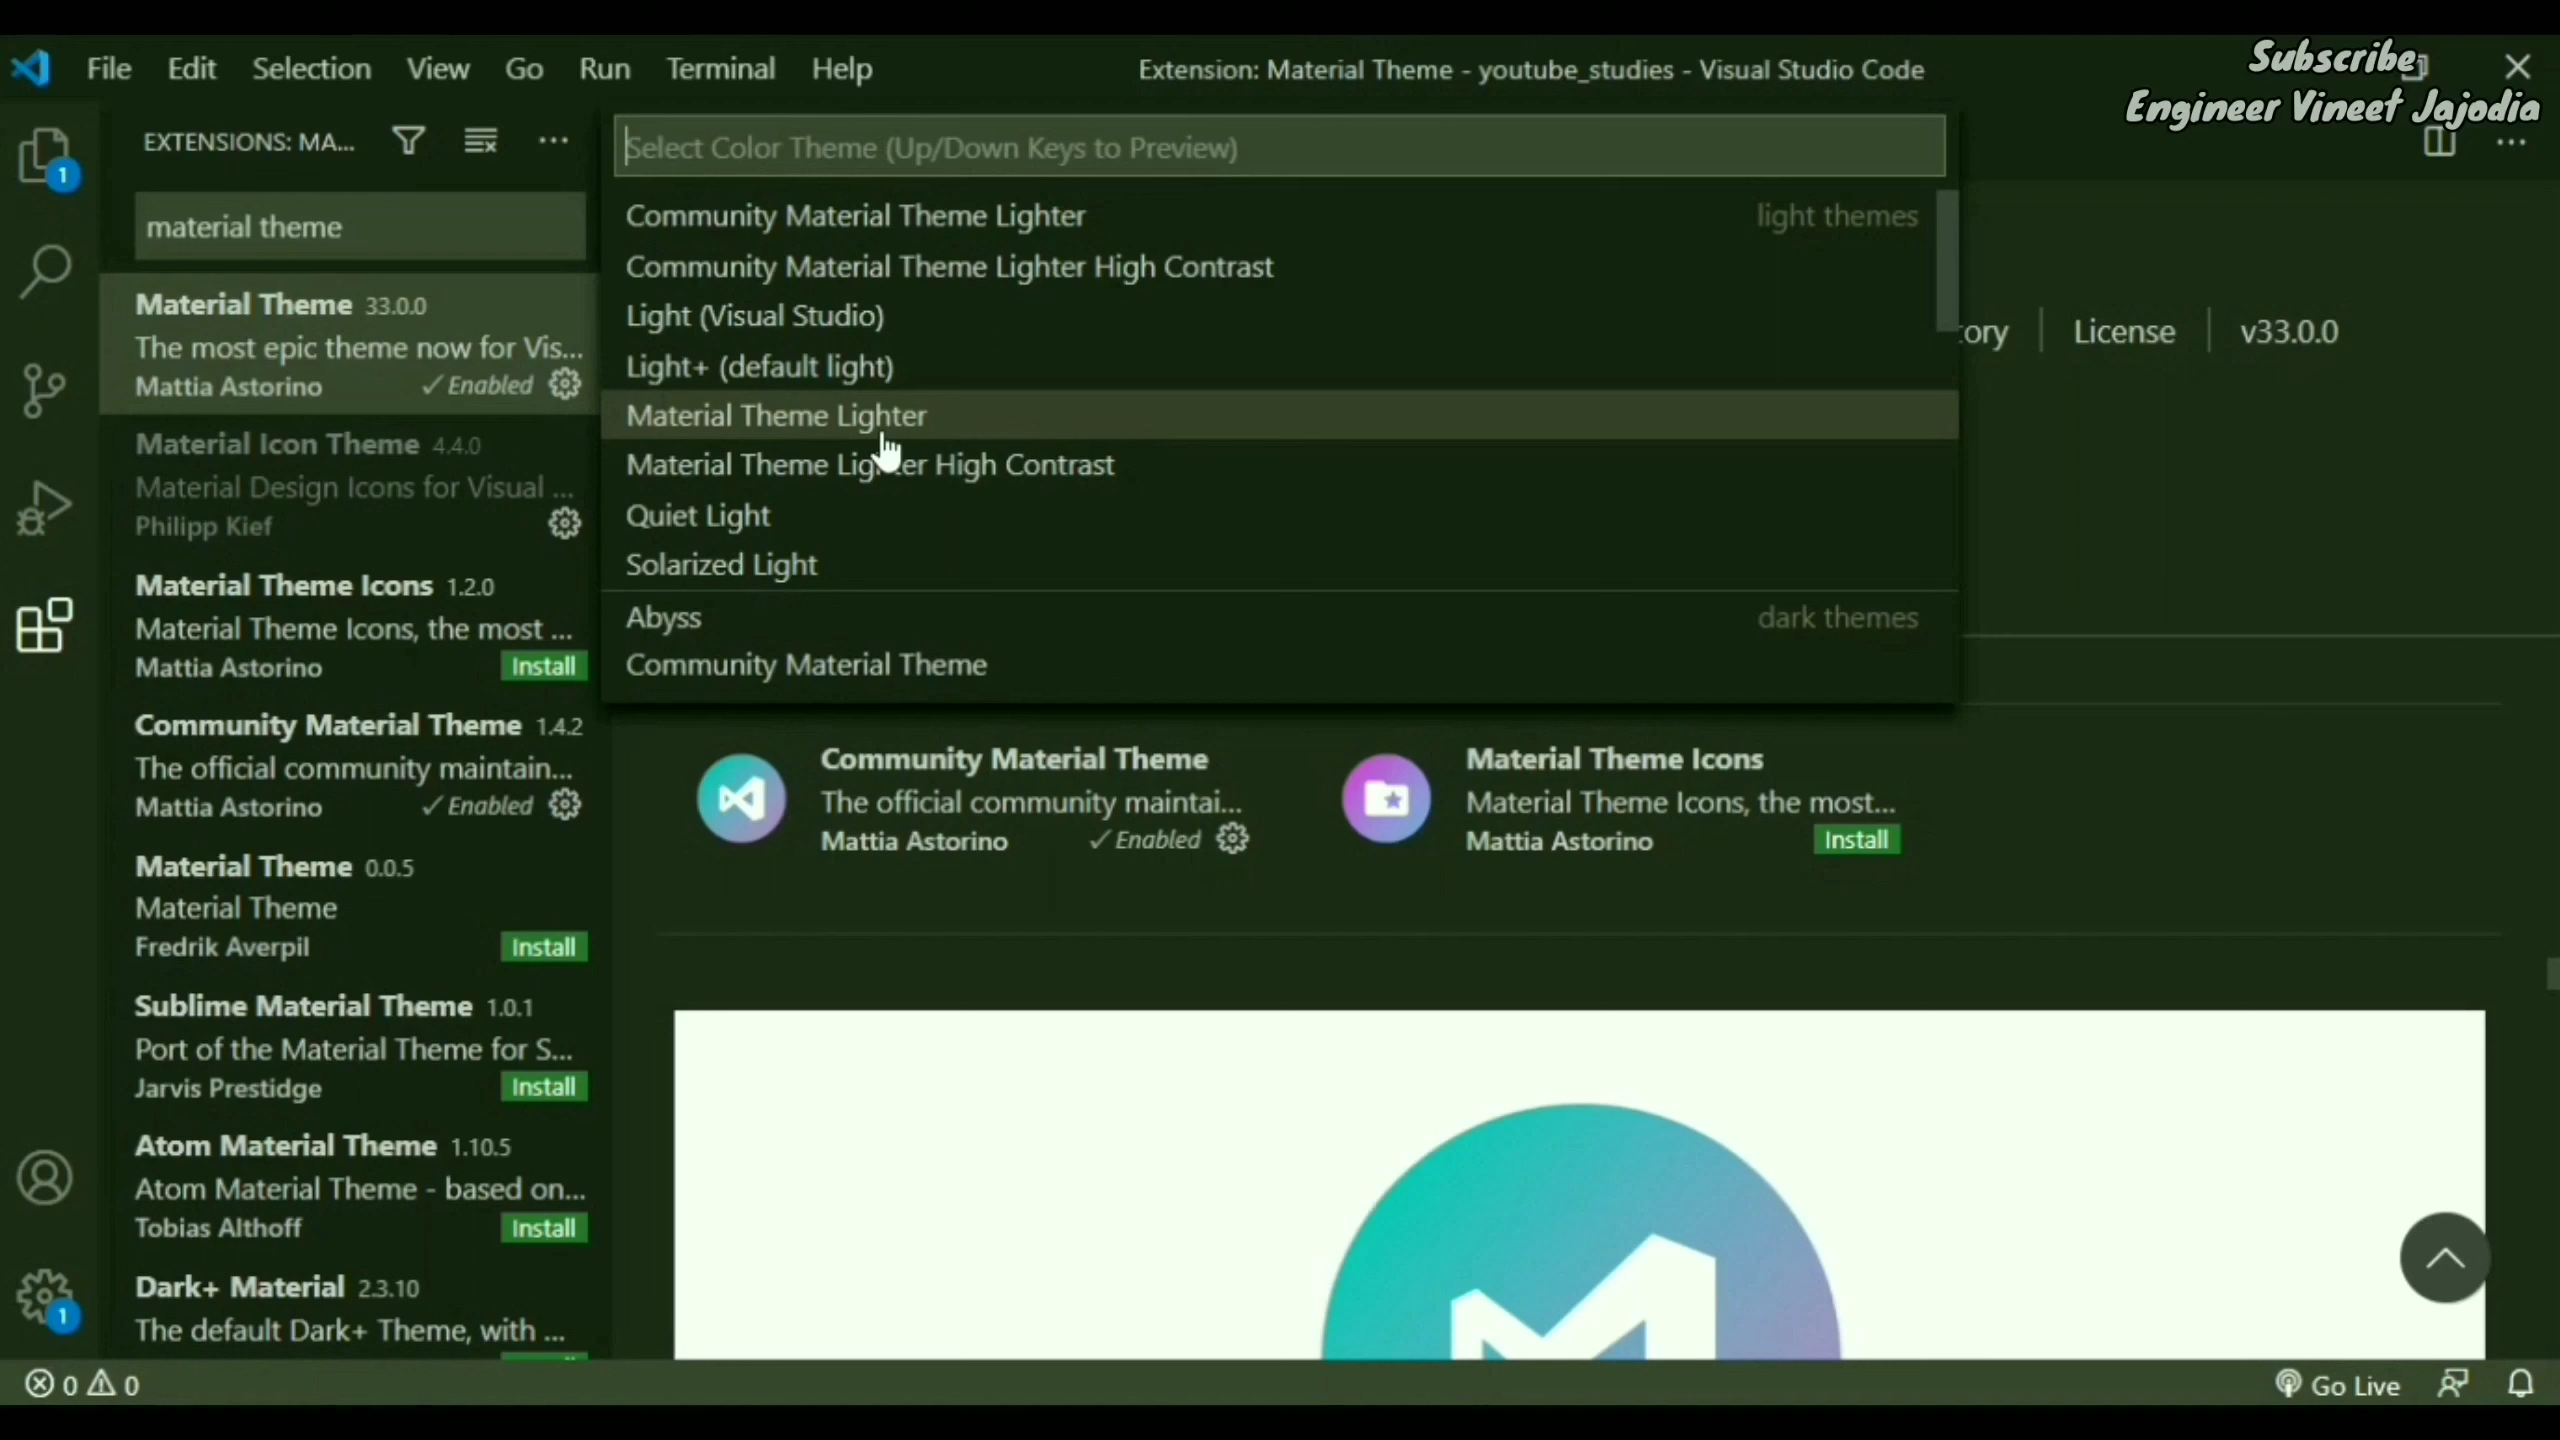 File Edit Selection View Go Run Terminal Help
Extension: Material Theme - youtube_studies - Visual Studio Code
Subscribe
Engineer Vineet Jajodia
EXTENSIONS: MA...
material theme
Material Theme 33.0.0
The most epic theme now for Vis...
Mattia Astorino ✓ Enabled
Material Icon Theme 4.4.0
Material Design Icons for Visual ...
Philipp Kief
Material Theme Icons 1.2.0
Material Theme Icons, the most ...
Mattia Astorino Install
Community Material Theme 1.4.2
The official community maintain...
Mattia Astorino ✓ Enabled
Material Theme 0.0.5
Material Theme
Fredrik Averpil Install
Sublime Material Theme 1.0.1
Port of the Material Theme for S...
Jarvis Prestidge Install
Atom Material Theme 1.10.5
Atom Material Theme - based on...
Tobias Althoff Install
Dark+ Material 2.3.10
The default Dark+ Theme, with ...
Select Color Theme (Up/Down Keys to Preview)
Community Material Theme Lighter light themes
Community Material Theme Lighter High Contrast
Light (Visual Studio)
Light+ (default light)
Material Theme Lighter
Material Theme Lighter High Contrast
Quiet Light
Solarized Light
Abyss dark themes
Community Material Theme
tory License v33.0.0
Community Material Theme
The official community maintai...
Mattia Astorino ✓ Enabled
Material Theme Icons
Material Theme Icons, the most...
Mattia Astorino Install
1
1
0 0
Go Live